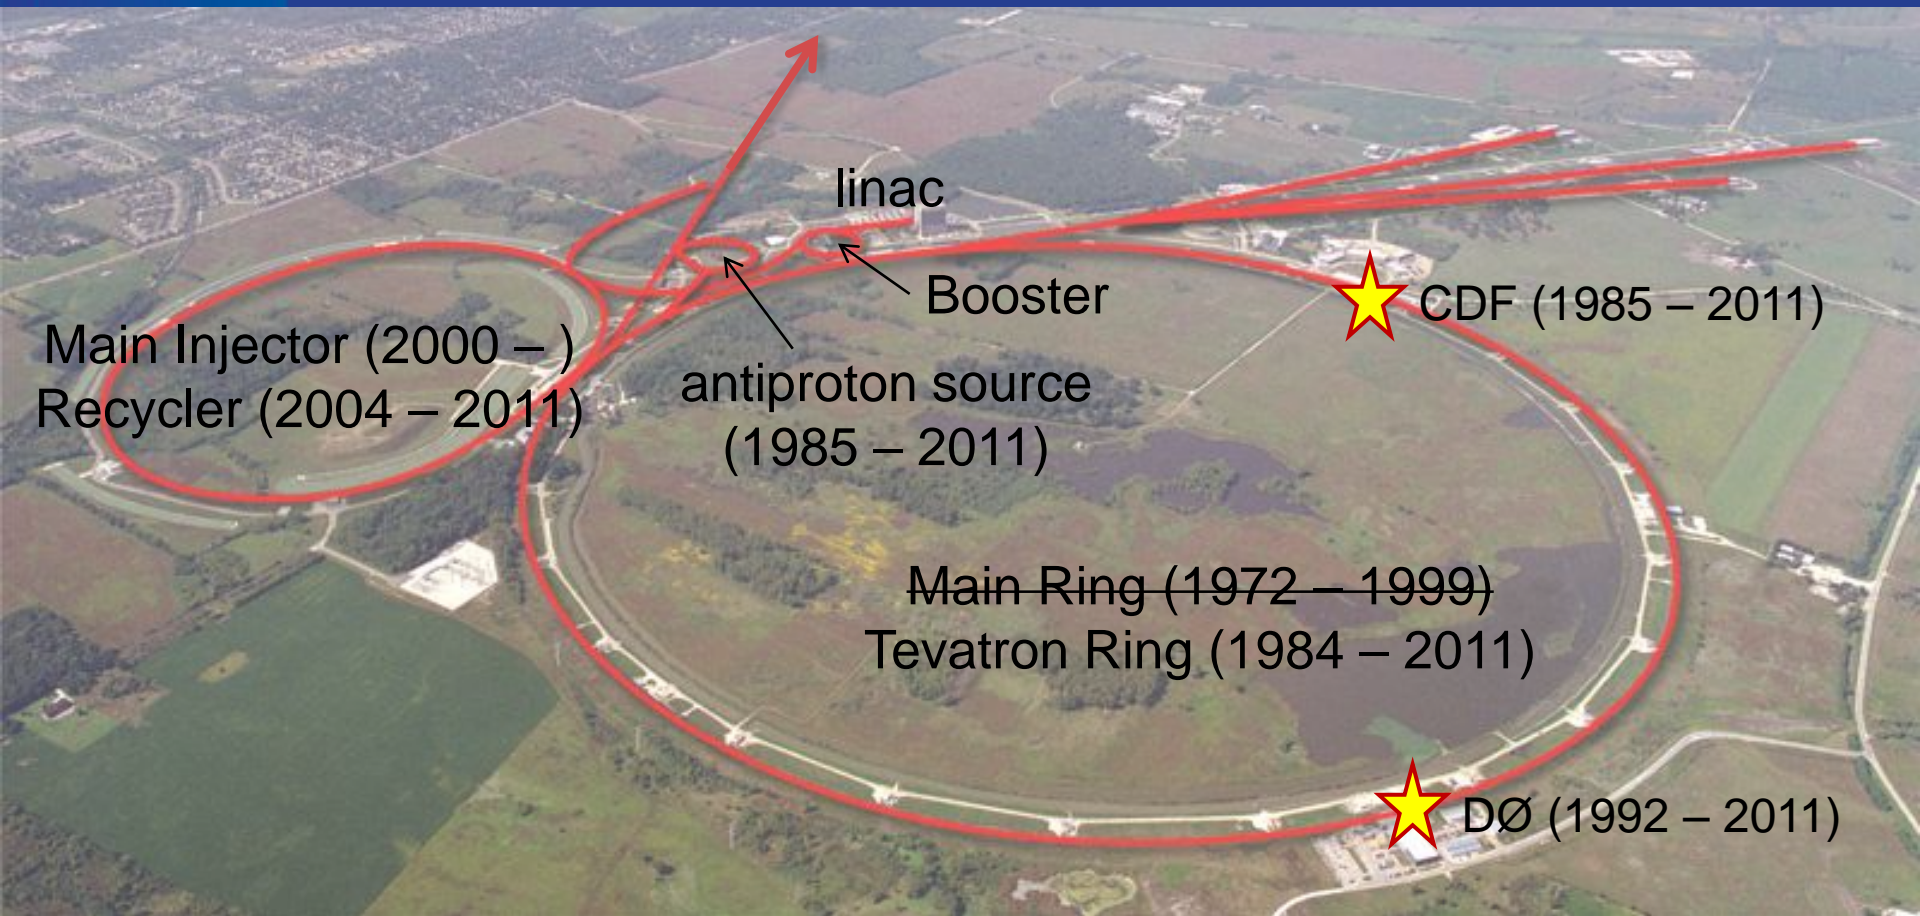 linac
Booster
CDF (1985 – 2011)
Main Injector (2000 – )
Recycler (2004 – 2011)
antiproton source
(1985 – 2011)
Main Ring (1972 – 1999)
Tevatron Ring (1984 – 2011)
DØ (1992 – 2011)